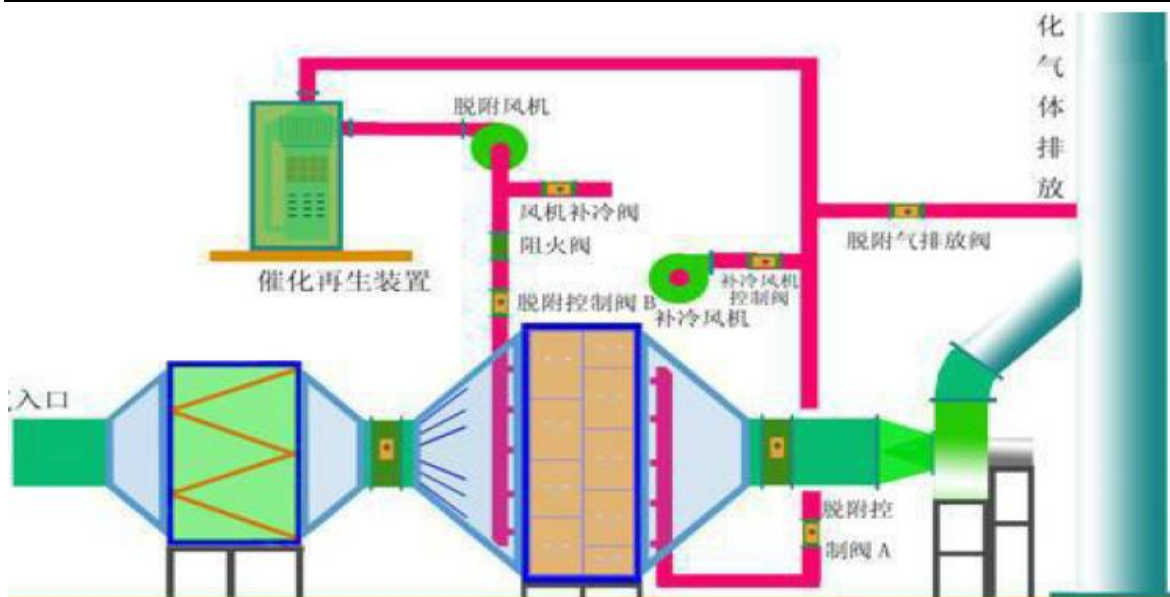 化
气
体
排
放
脱附风机
风机补冷阀
阻火阀
脱附气排放阀
催化再生装置
脱附控制阀 B
补冷风机
控制阀
补冷风机
入口
脱附控
制阀 A